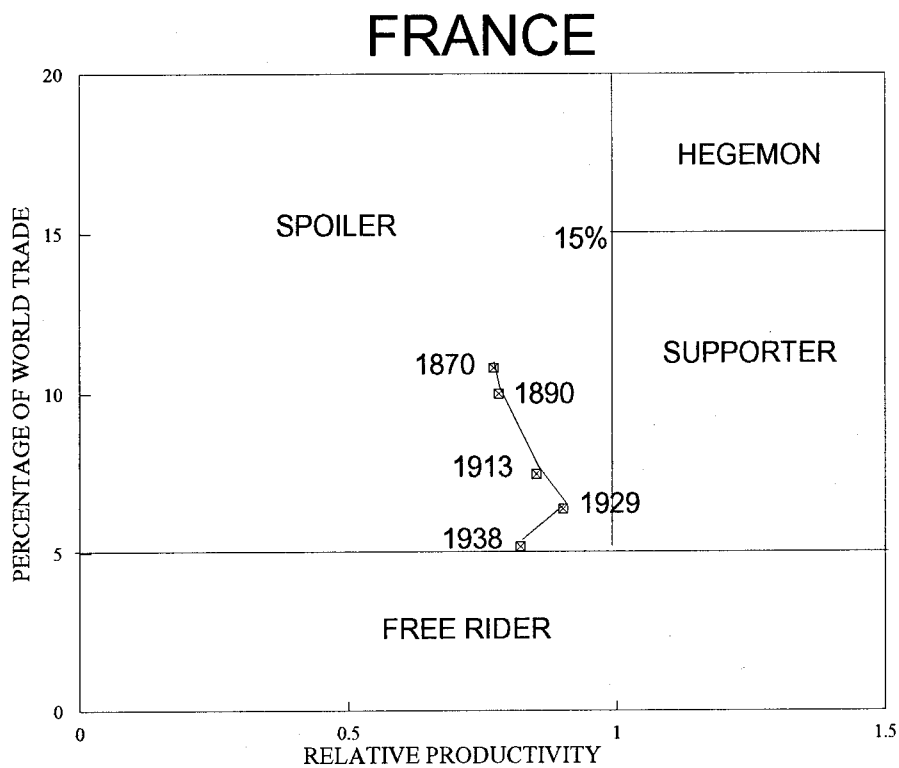 FRANCE
20
HEGEMON
SPOILER
15
15%
SUPPORTER
1870
1890
10
1913
1929
1938
5
FREE RIDER
0
0
0.5
1
1.5
PERCENTAGE OF WORLD TRADE
RELATIVE PRODUCTIVITY